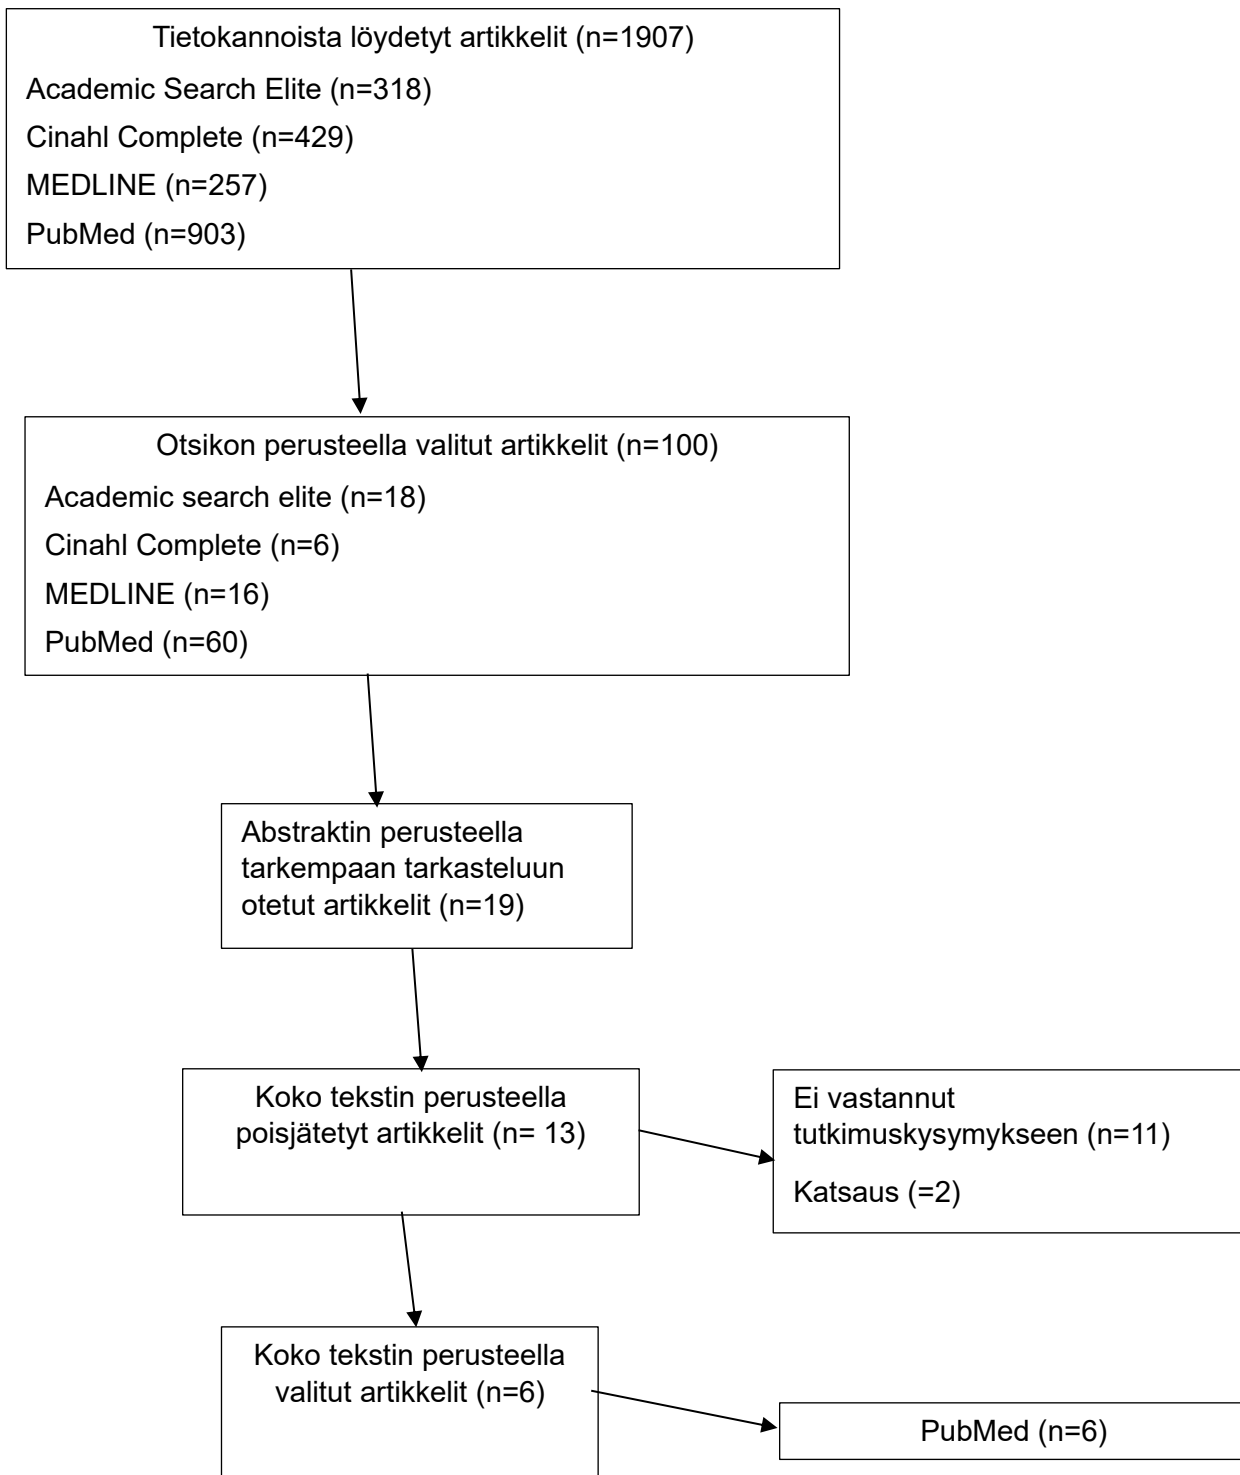 Tietokannoista löydetyt artikkelit (n=1907)
Academic Search Elite (n=318)
Cinahl Complete (n=429)
MEDLINE (n=257)
PubMed (n=903)
Otsikon perusteella valitut artikkelit (n=100)
Academic search elite (n=18)
Cinahl Complete (n=6)
MEDLINE (n=16)
PubMed (n=60)
Abstraktin perusteella
tarkempaan tarkasteluun
otetut artikkelit (n=19)
Koko tekstin perusteella
poisjätetyt artikkelit (n= 13)
Ei vastannut
tutkimuskysymykseen (n=11)
Katsaus (=2)
Koko tekstin perusteella
valitut artikkelit (n=6)
PubMed (n=6)